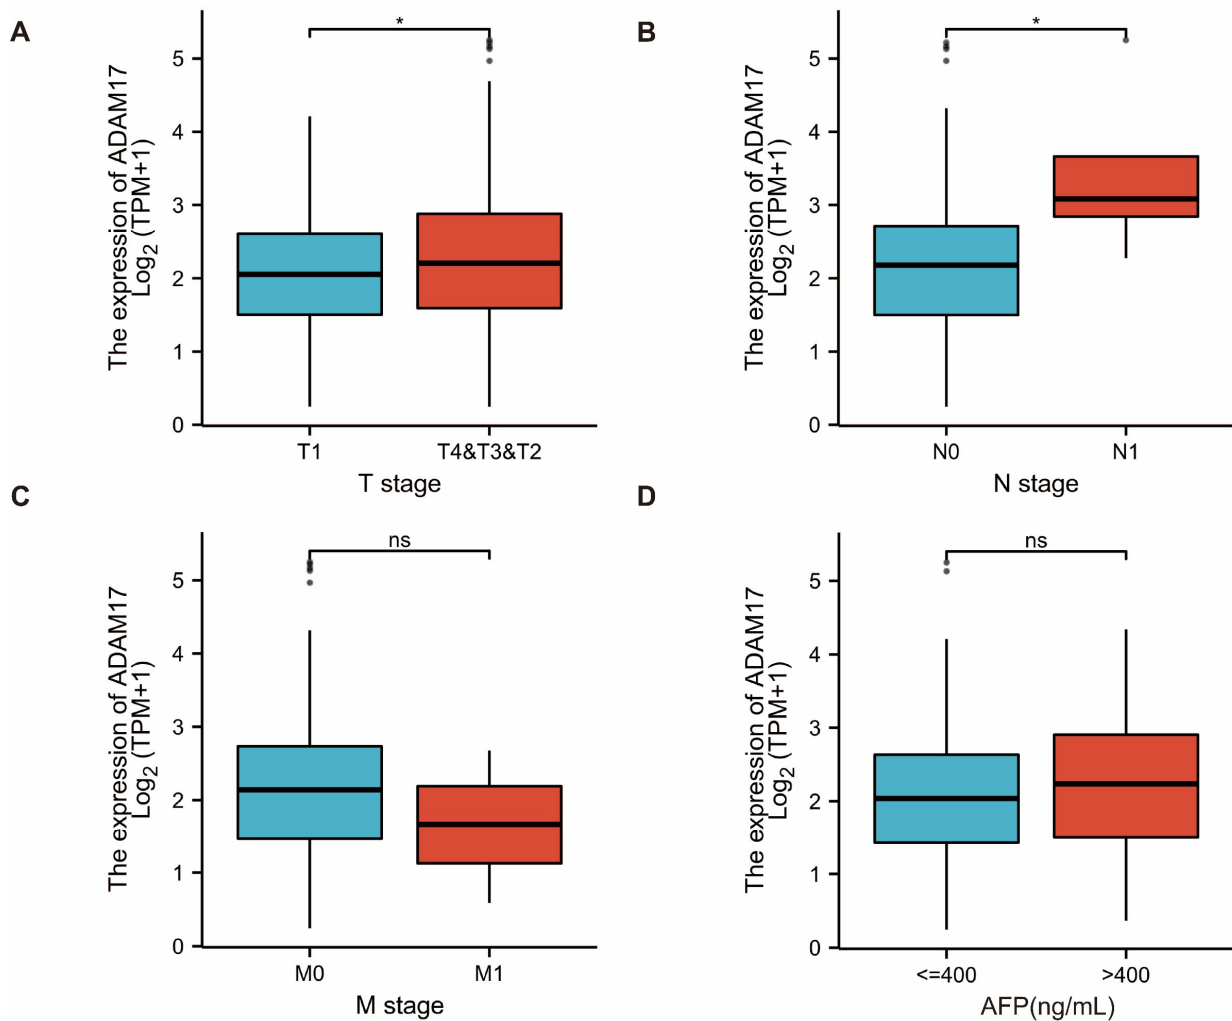 A
The expression of ADAM17
Log2 (TPM+1)
*
5
4
3
2
1
0
T1
T4&T3&T2
T stage
B
The expression of ADAM17
Log2 (TPM+1)
*
5
4
3
2
1
0
N0
N1
N stage
C
The expression of ADAM17
Log2 (TPM+1)
ns
5
4
3
2
1
0
M0
M1
M stage
D
The expression of ADAM17
Log2 (TPM+1)
ns
5
4
3
2
1
0
<=400
>400
AFP(ng/mL)